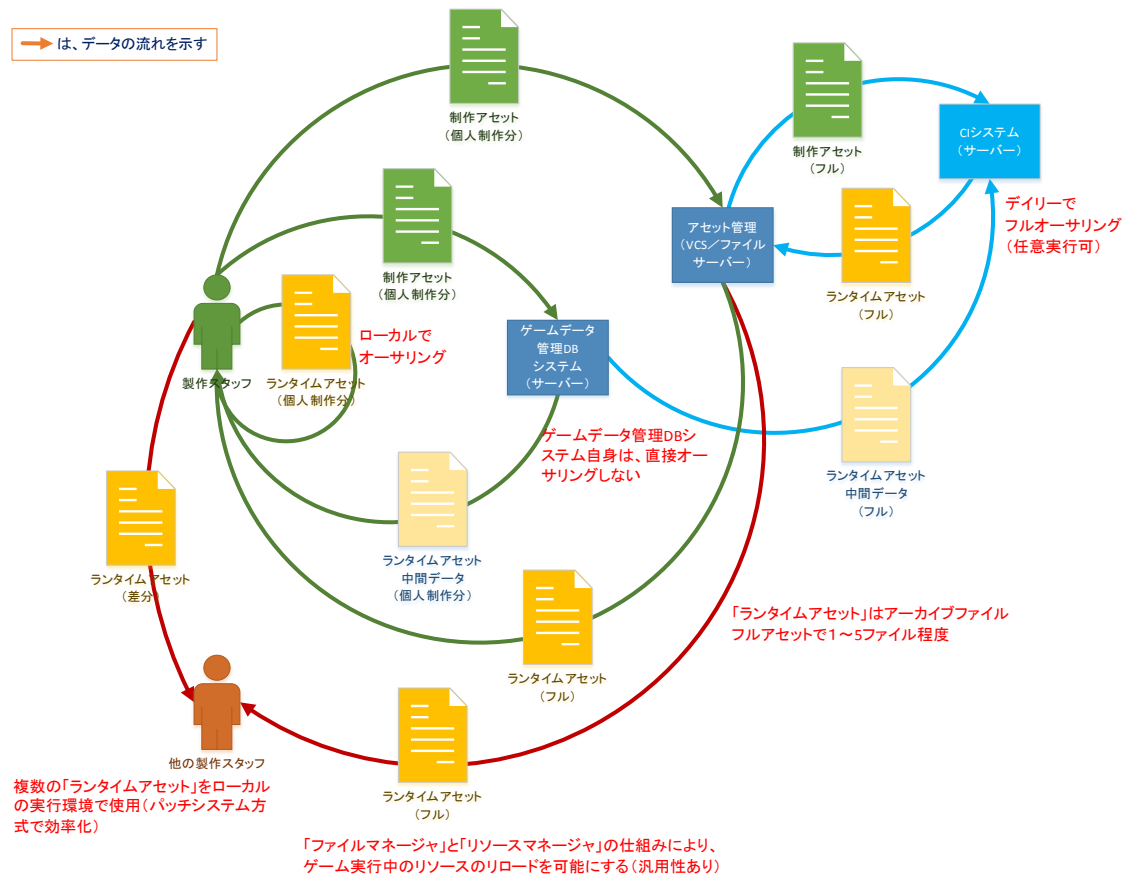 は、データの流れを示す
制作アセット
（個人制作分）
制作アセット
（フル）
CIシステム
（サーバー）
デイリーで
フルオーサリング
（任意実行可）
アセット管理
（VCS／ファイル
サーバー）
制作アセット
（個人制作分）
ランタイムアセット
（フル）
ローカルで
オーサリング
ゲームデータ
管理DB
システム
（サーバー）
製作スタッフ
ランタイムアセット
（個人制作分）
ゲームデータ管理DBシ
ステム自身は、直接オー
サリングしない
ランタイムアセット
中間データ
（フル）
ランタイムアセット
中間データ
（個人制作分）
ランタイムアセット
（差分）
「ランタイムアセット」はアーカイブファイル
フルアセットで１～５ファイル程度
ランタイムアセット
（フル）
他の製作スタッフ
複数の「ランタイムアセット」をローカル
の実行環境で使用（パッチシステム方
式で効率化）
ランタイムアセット
（フル）
「ファイルマネージャ」と「リソースマネージャ」の仕組みにより、
ゲーム実行中のリソースのリロードを可能にする（汎用性あり）